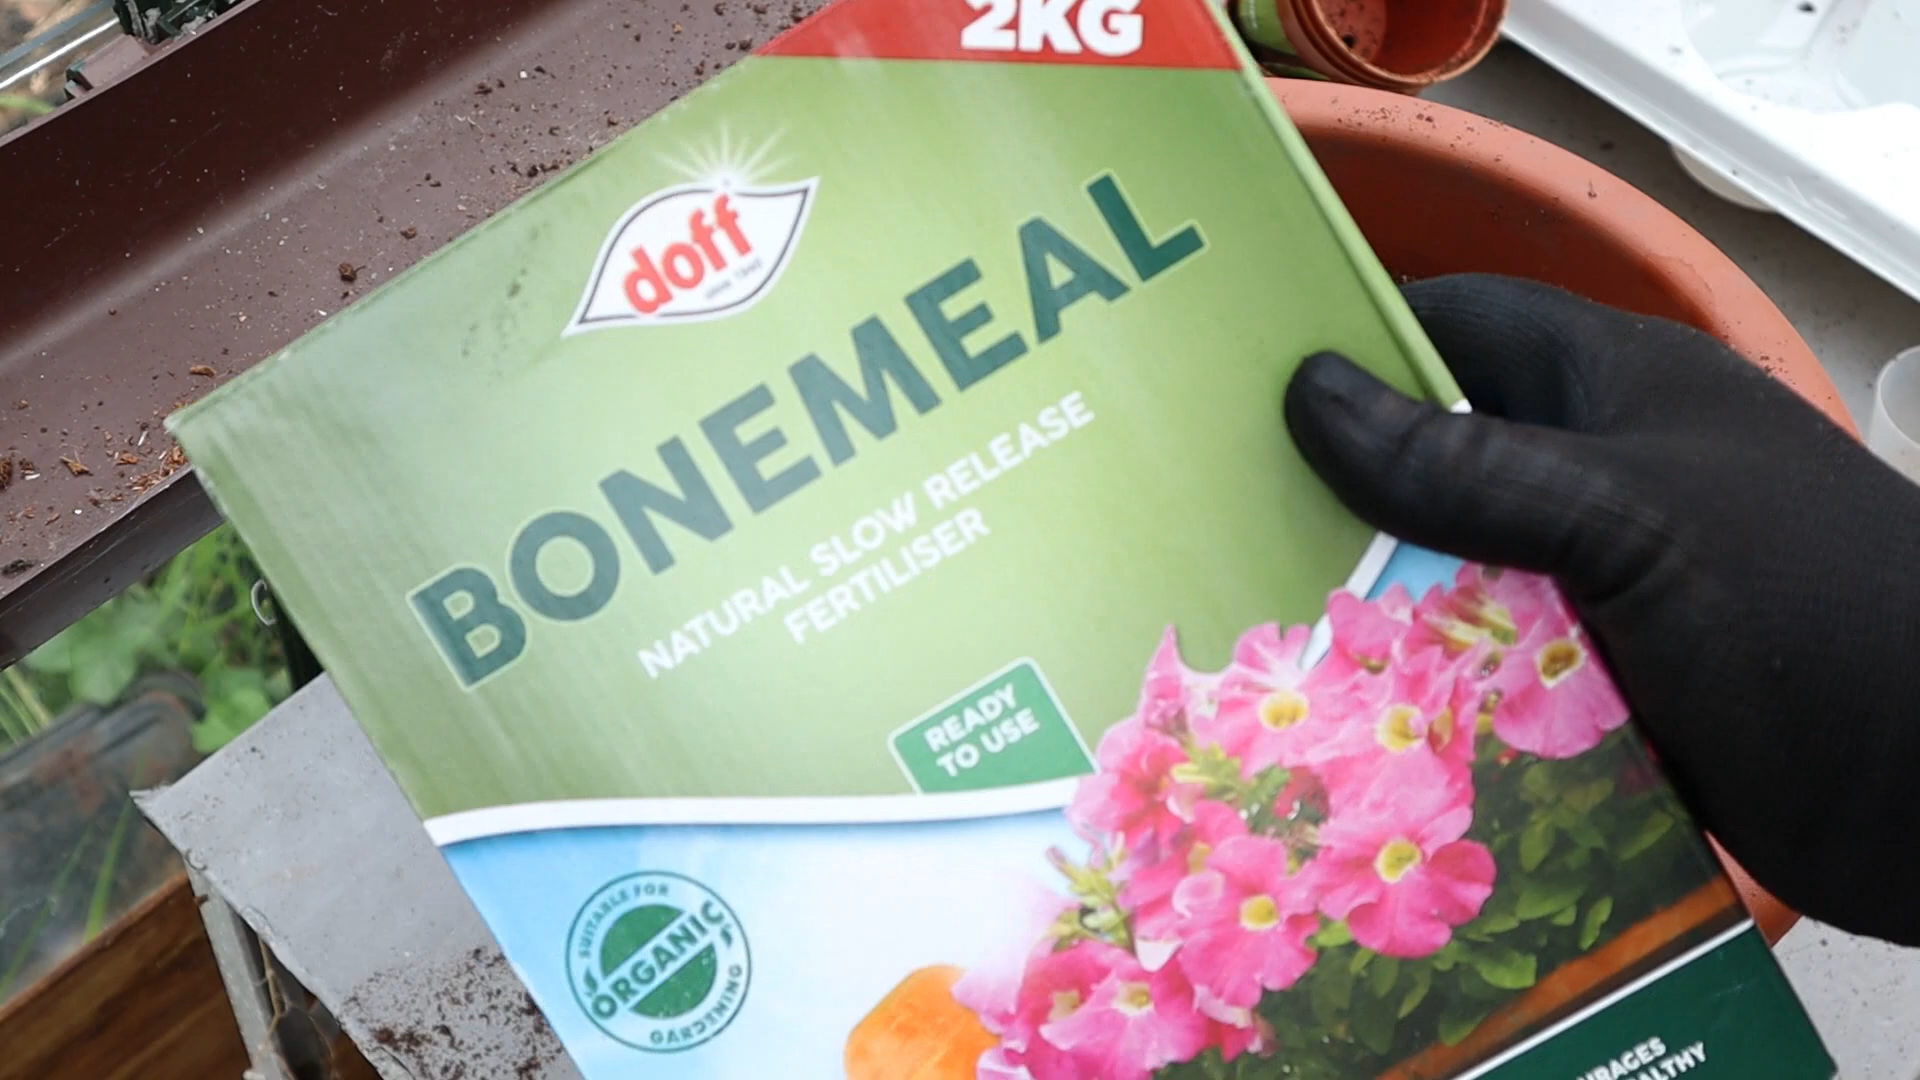 2KG
doff
BONEMEAL
NATURAL SLOW RELEASE
FERTILISER
READY
TO USE
SUITABLE FOR
ORGANIC
GARDENING